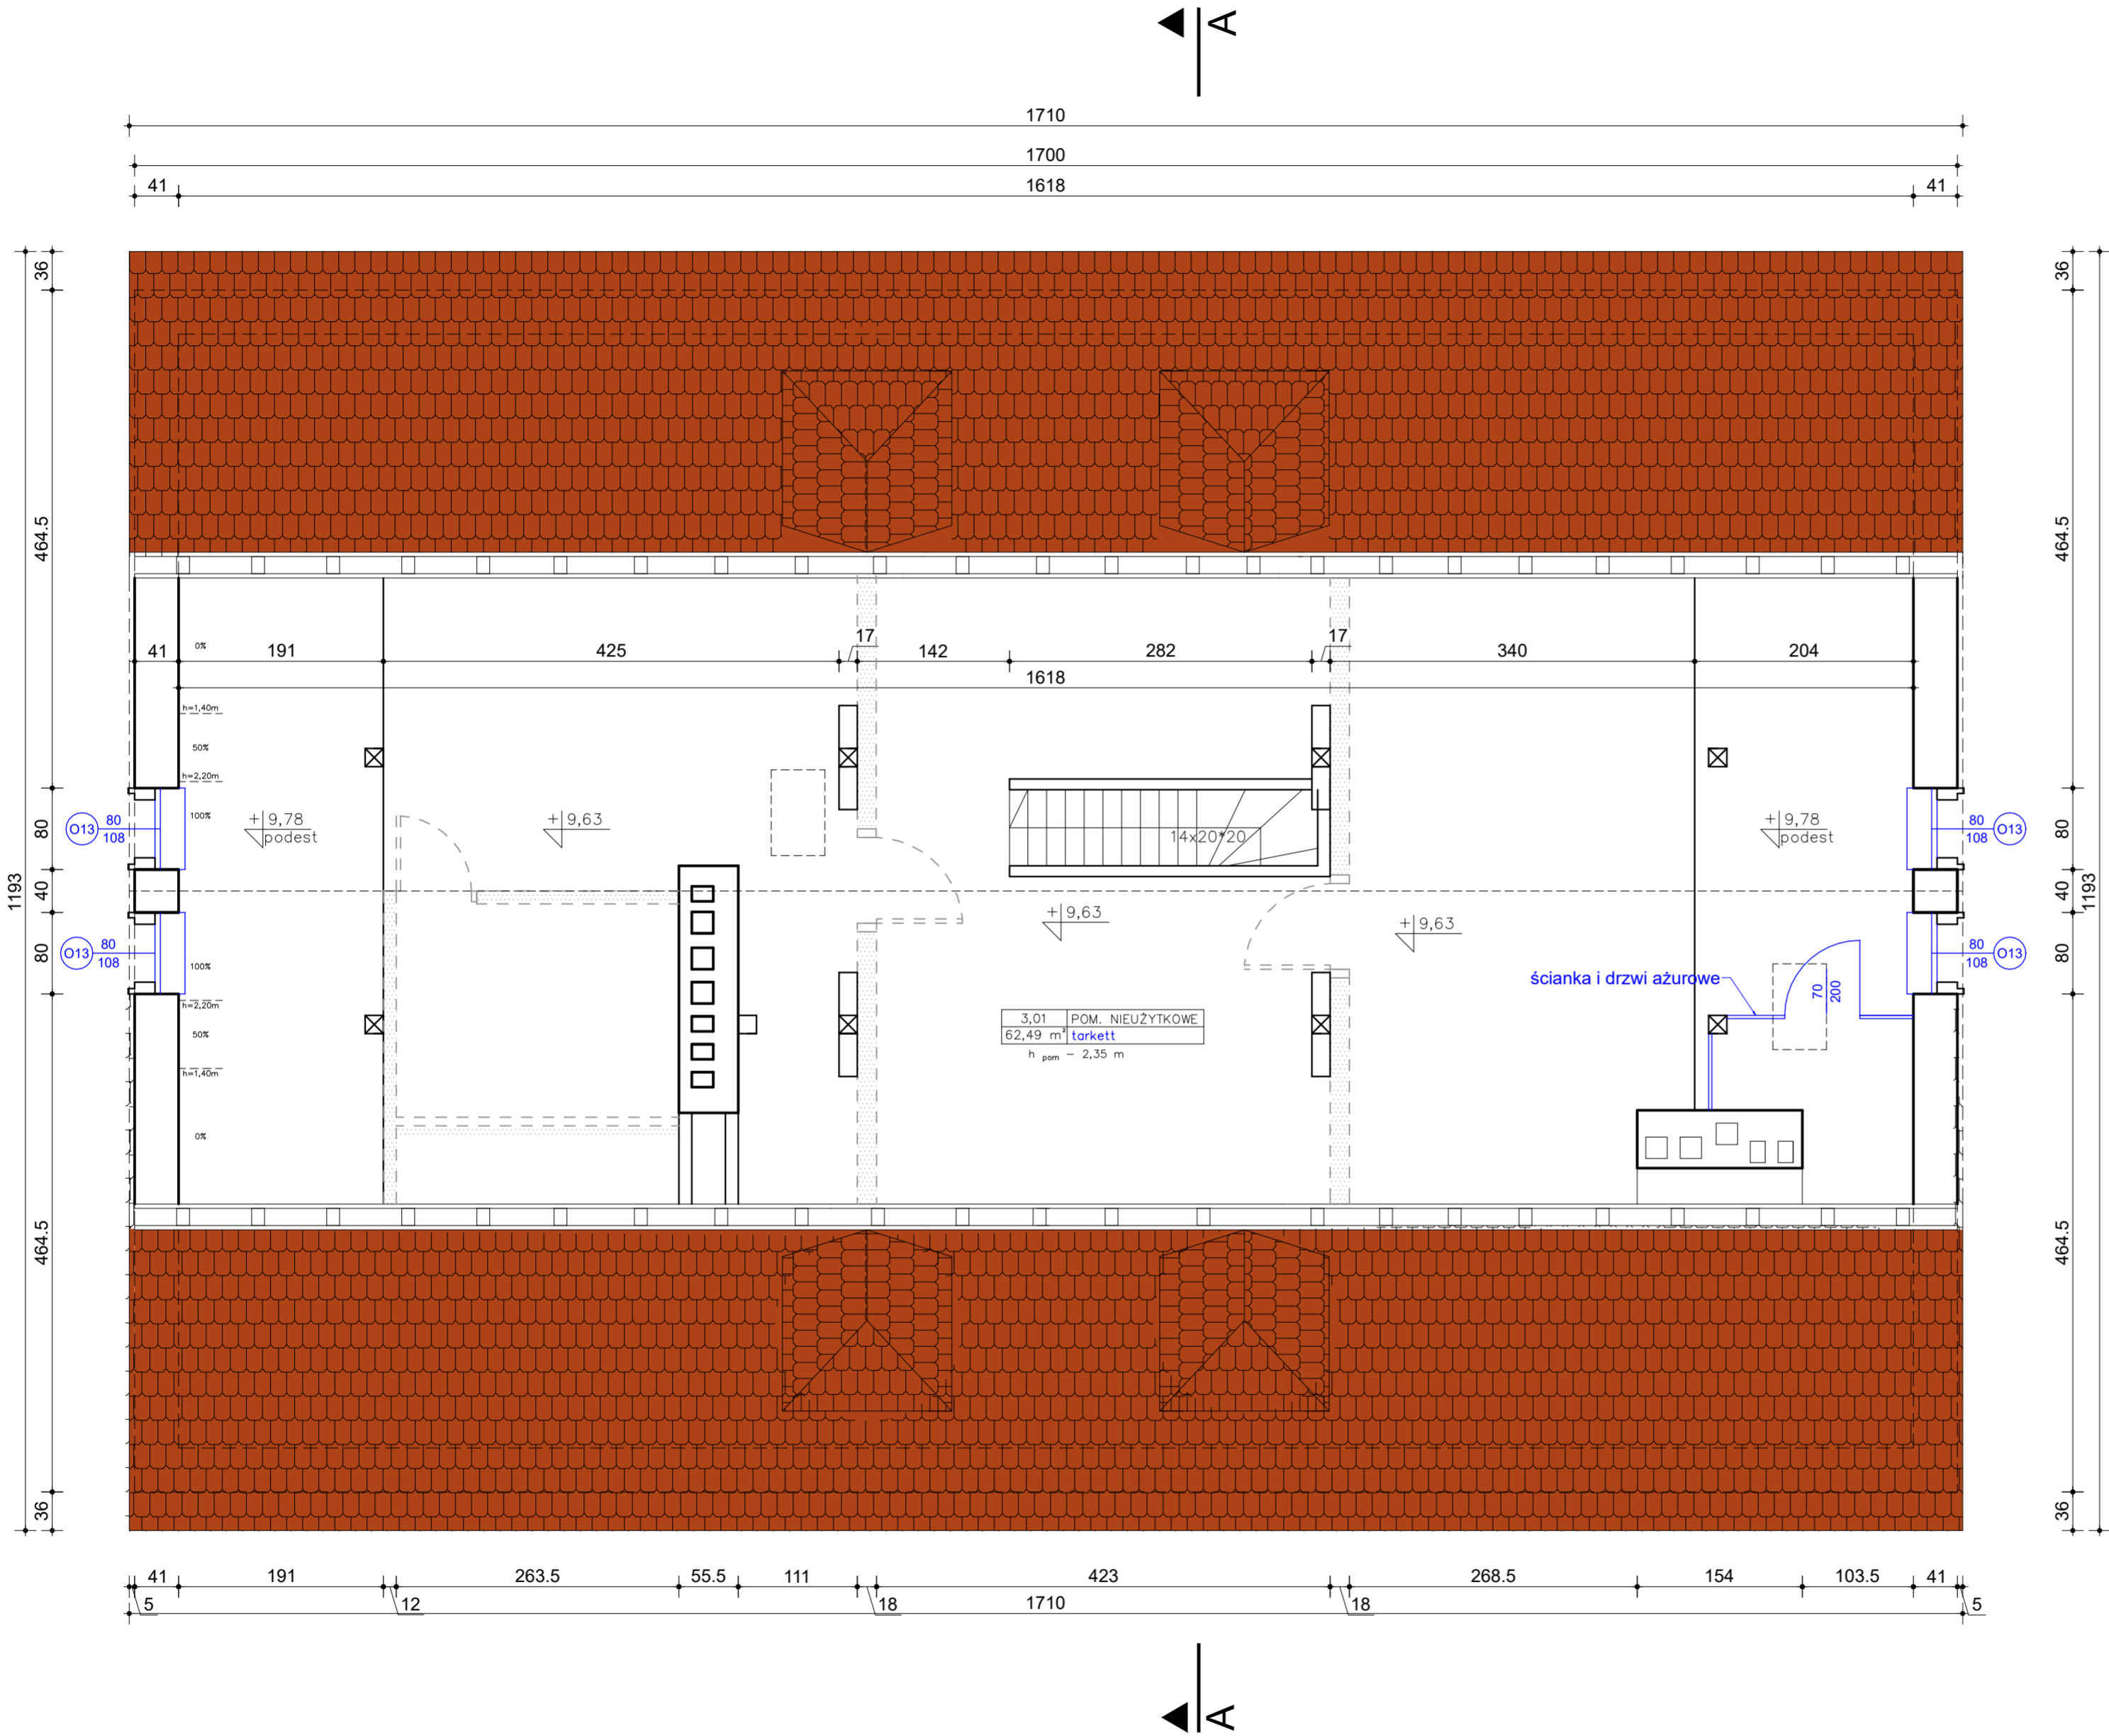 A
1710
1700
41 1618 41
36 36
464.5 464.5
17 17
41 0% 191 425 142 282 340 204
1618
h=1,40m
50%
h=2,20m
100%
O13 80 108
+9,78
podest
+9,63
14x20*20
+9,78
podest
80 108 O13
80 80
1193 40 40 1193
+9,63
+9,63
O13 80 108
80 108 O13
80 80
100%
ścianka i drzwi ażurowe
70
200
h=2,20m
50%
3,01 POM. NIEUŻYTKOWE
62,49 m² tarkett
h pom – 2,35 m
h=1,40m
0%
464.5 464.5
36 36
41 191 263.5 55.5 111 423 268.5 154 103.5 41
5 12 18 1710 18 5
A